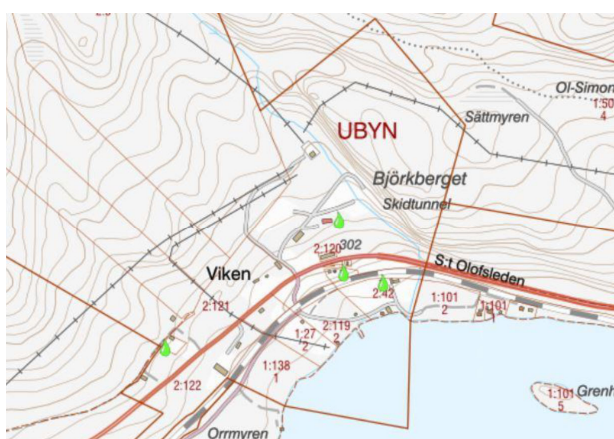 Ol-Simon
1:50
4
Sättmyren
UBYN
Björkberget
Skidtunnel
302
2:120
S:t Olofsleden
Viken
2:42
2:121
1:101
2
1:101
1
1:27
2
2:119
2
1:138
1
2:122
Grenh
1:101
5
Orrmyren